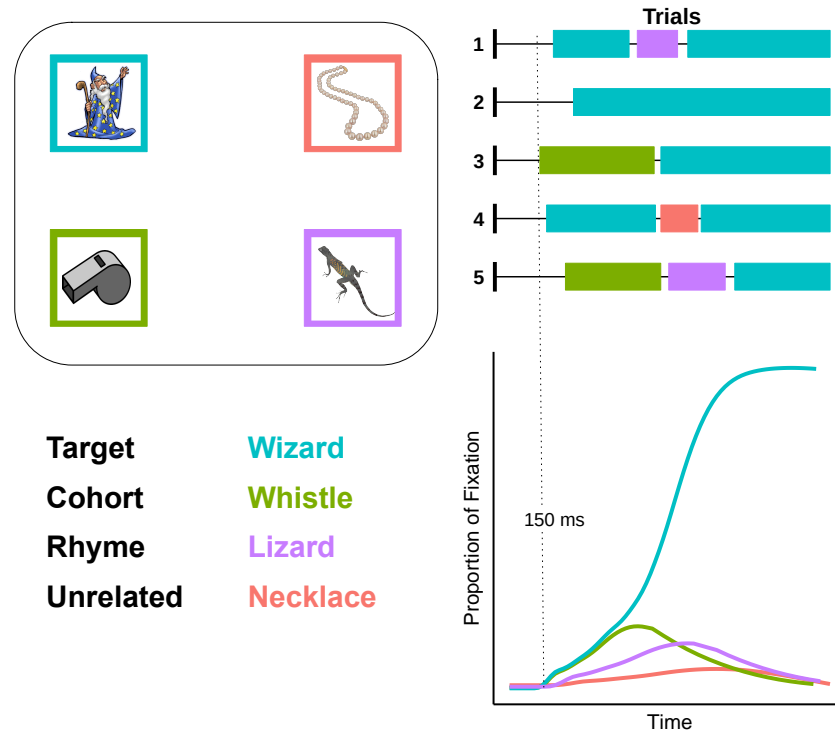 Trials
1
2
3
4
5
Target Wizard
Cohort Whistle
Rhyme Lizard
Unrelated Necklace
Proportion of Fixation
150 ms
Time